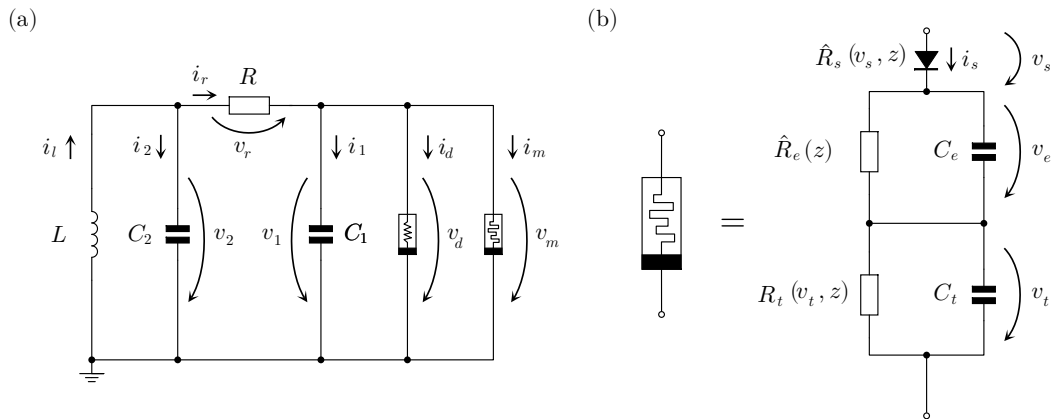 (a)
(b)
i_r
R
i_l
i_2
v_r
i_1
i_d
i_m
L
C_2
v_2
v_1
C_1
v_d
v_m
=
R̂_s (v_s, z)
i_s
v_s
R̂_e (z)
C_e
v_e
R_t (v_t, z)
C_t
v_t